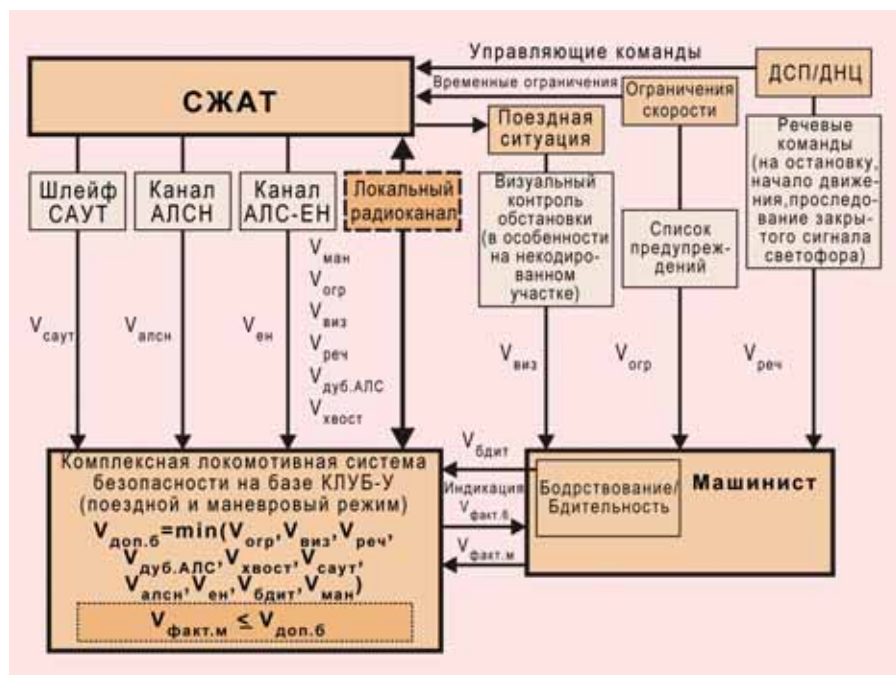 Управляющие команды
СЖАТ
Временные ограничения
Ограничения
скорости
ДСП/ДНЦ
Поездная
ситуация
Шлейф
САУТ
Канал
АЛСН
Канал
АЛС-ЕН
Локальный
радиоканал
Визуальный
контроль
обстановки
(в особенности
на некодиро-
ванном
участке)
Список
предупреж-
дений
Речевые
команды
(на остановку,
начало движе-
ния,проследо-
вание закры-
того сигнала
светофора)
Vман
Vогр
Vвиз
Vреч
Vдуб.АЛС
Vхвост
Vсаут
Vалсн
Vен
Vвиз
Vогр
Vреч
Комплексная локомотивная система
безопасности на базе КЛУБ-У
(поездной и маневровый режим)
Vдоп.б=min(Vогр,Vвиз,Vреч,
Vдуб.АЛС,Vхвост,Vсаут,
Vалсн,Vен,Vбдит,Vман)
Vфакт.м ≤ Vдоп.б
Vбдит
Индикация
Vфакт.б
Vфакт.м
Бодрствование/
Бдительность
Машинист